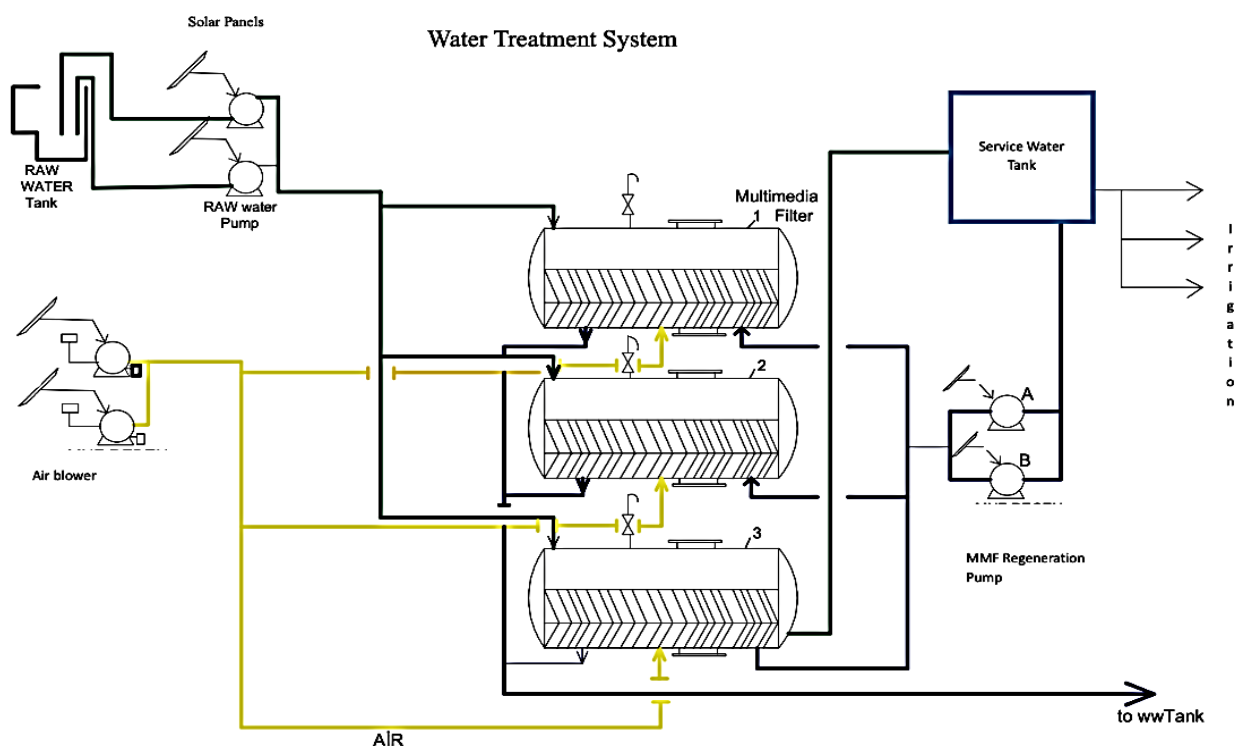 Solar Panels
Water Treatment System
RAW
WATER
Tank
RAW water
Pump
Multimedia
1 Filter
Service Water
Tank
Irrigation
2
A
B
Air blower
3
MMF Regeneration
Pump
to wwTank
AIR